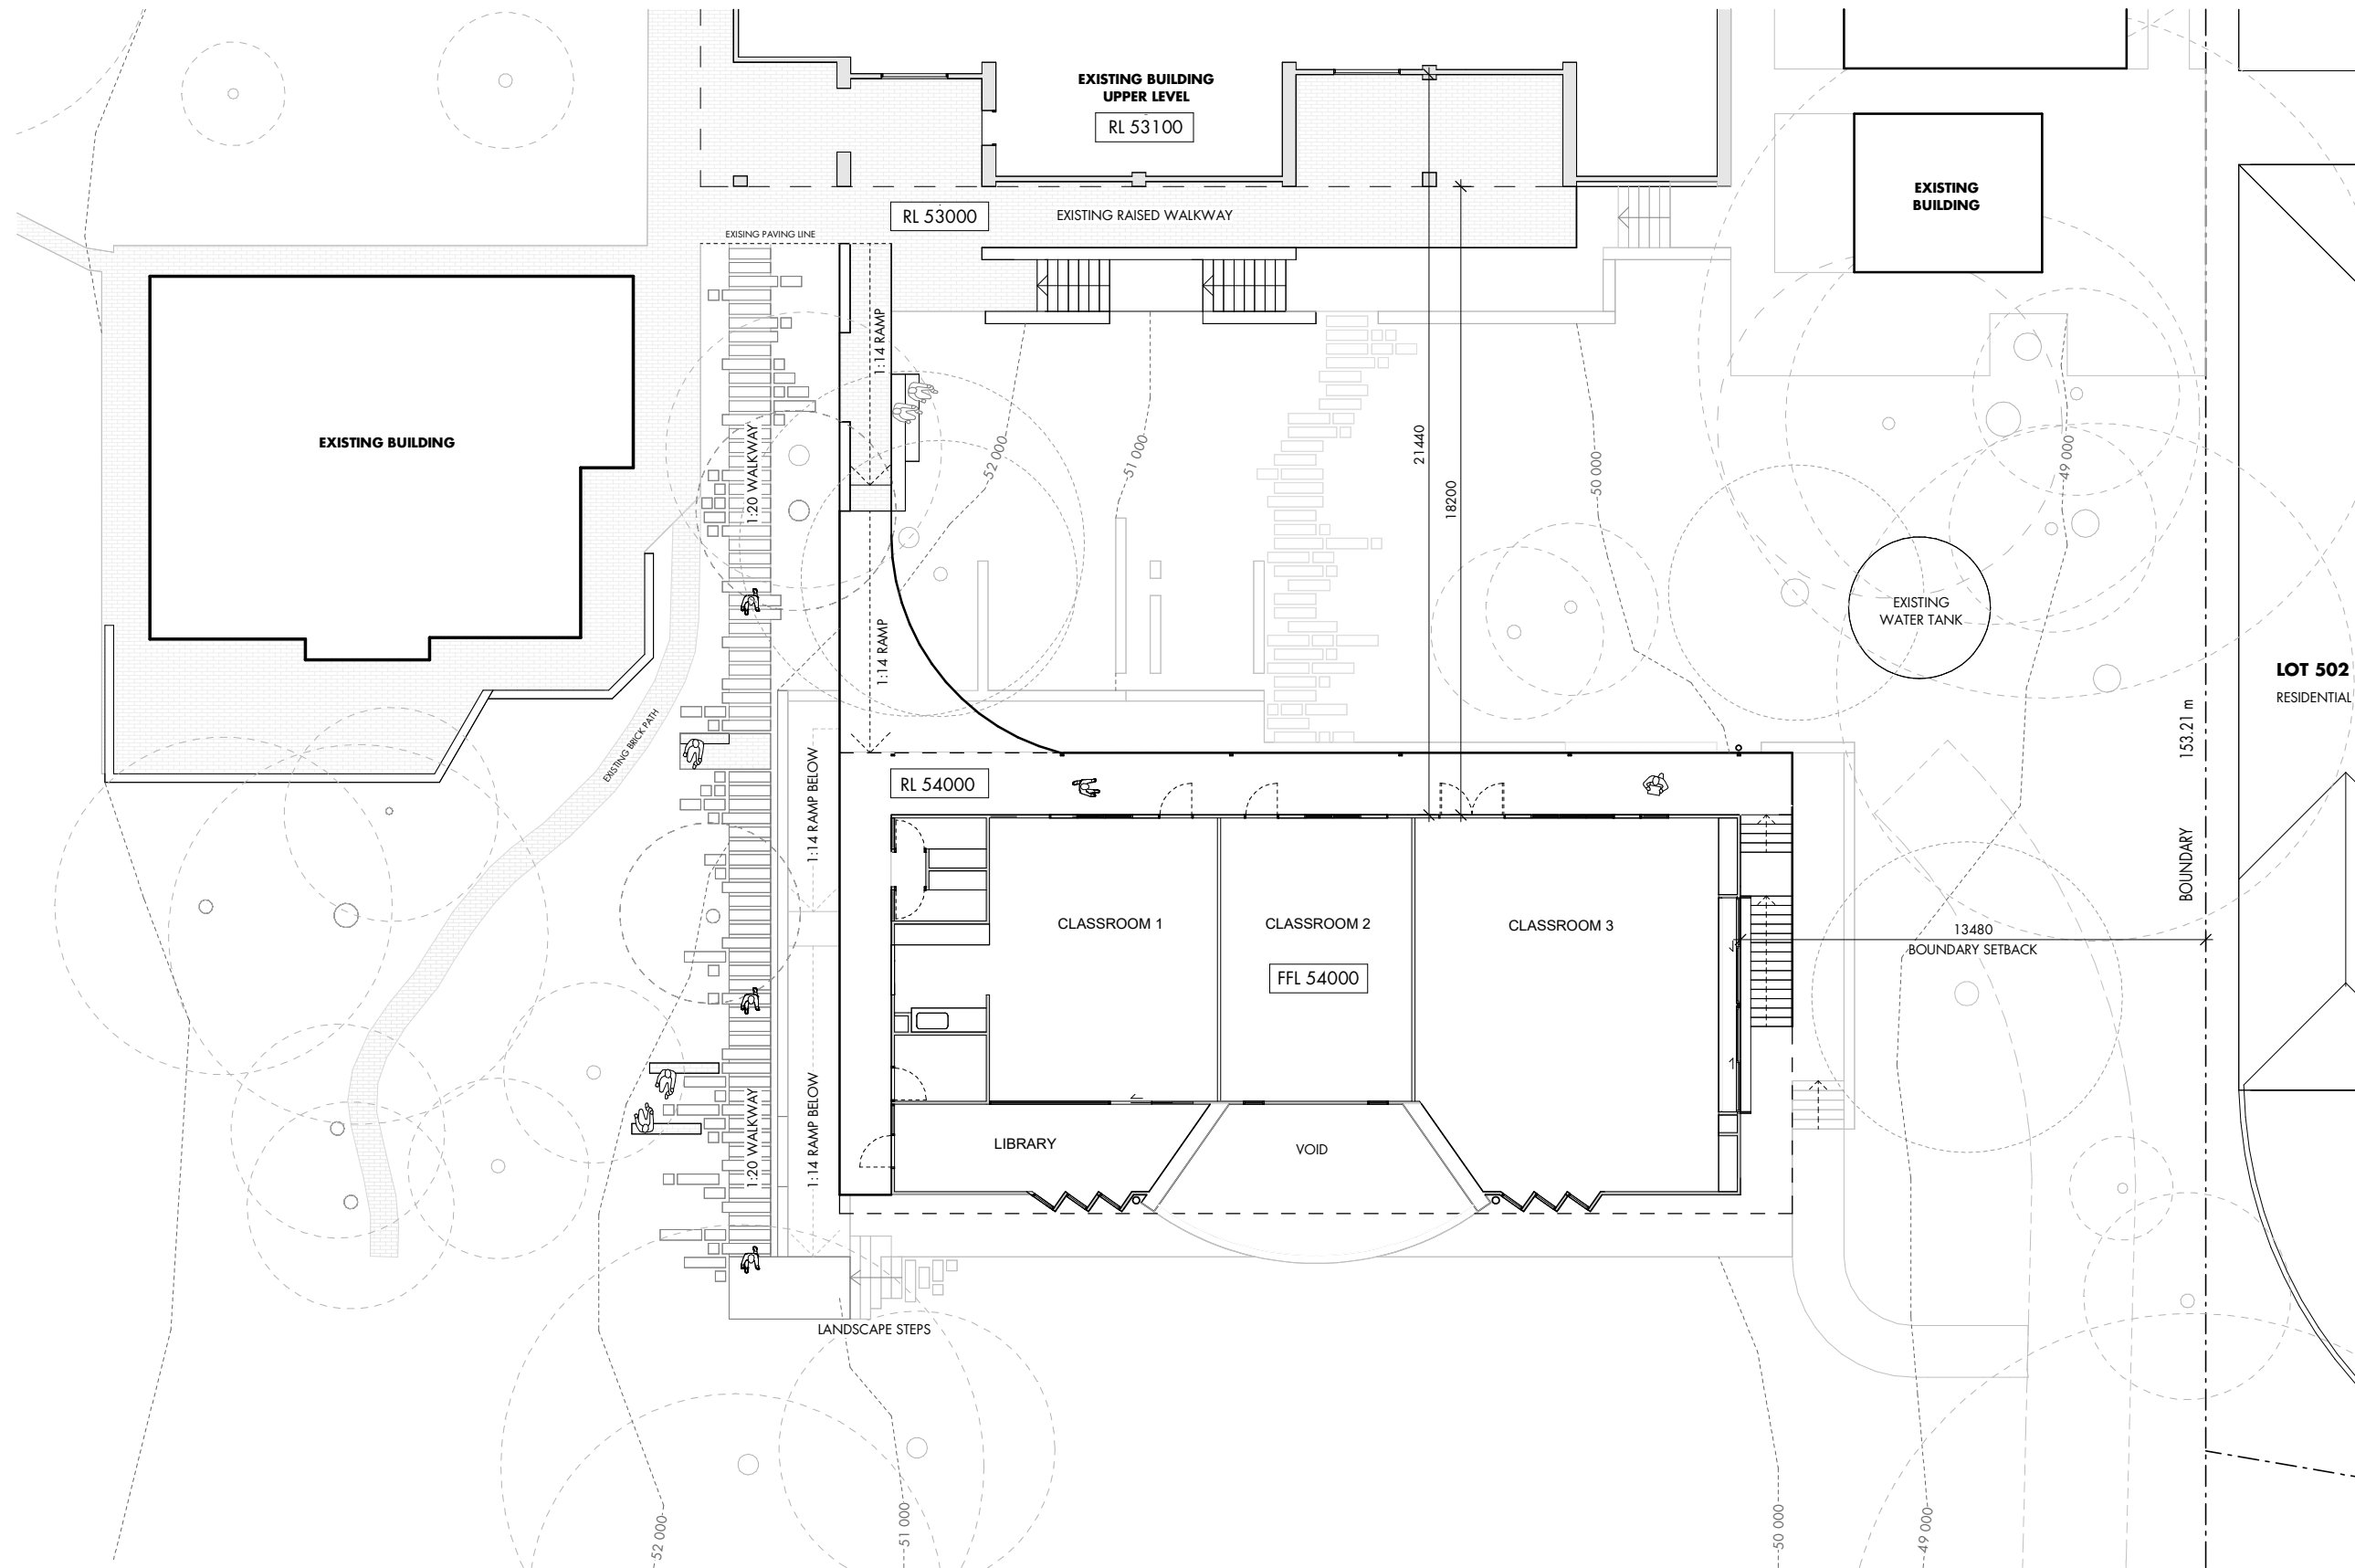 EXISTING BUILDING
UPPER LEVEL
RL 53100
EXISTING
BUILDING
RL 53000
EXISTING RAISED WALKWAY
EXISING PAVING LINE
1:14 RAMP
EXISTING BUILDING
1:20 WALKWAY
52 000
51 000
21440
18200
50 000
49 000
EXISTING
WATER TANK
1:14 RAMP
LOT 502
RESIDENTIAL
EXISTING BRICK PATH
153.21 m
BOUNDARY
1:14 RAMP BELOW
RL 54000
CLASSROOM 1
CLASSROOM 2
CLASSROOM 3
13480
BOUNDARY SETBACK
FFL 54000
1:20 WALKWAY
1:14 RAMP BELOW
LIBRARY
VOID
LANDSCAPE STEPS
52 000
51 000
50 000
49 000